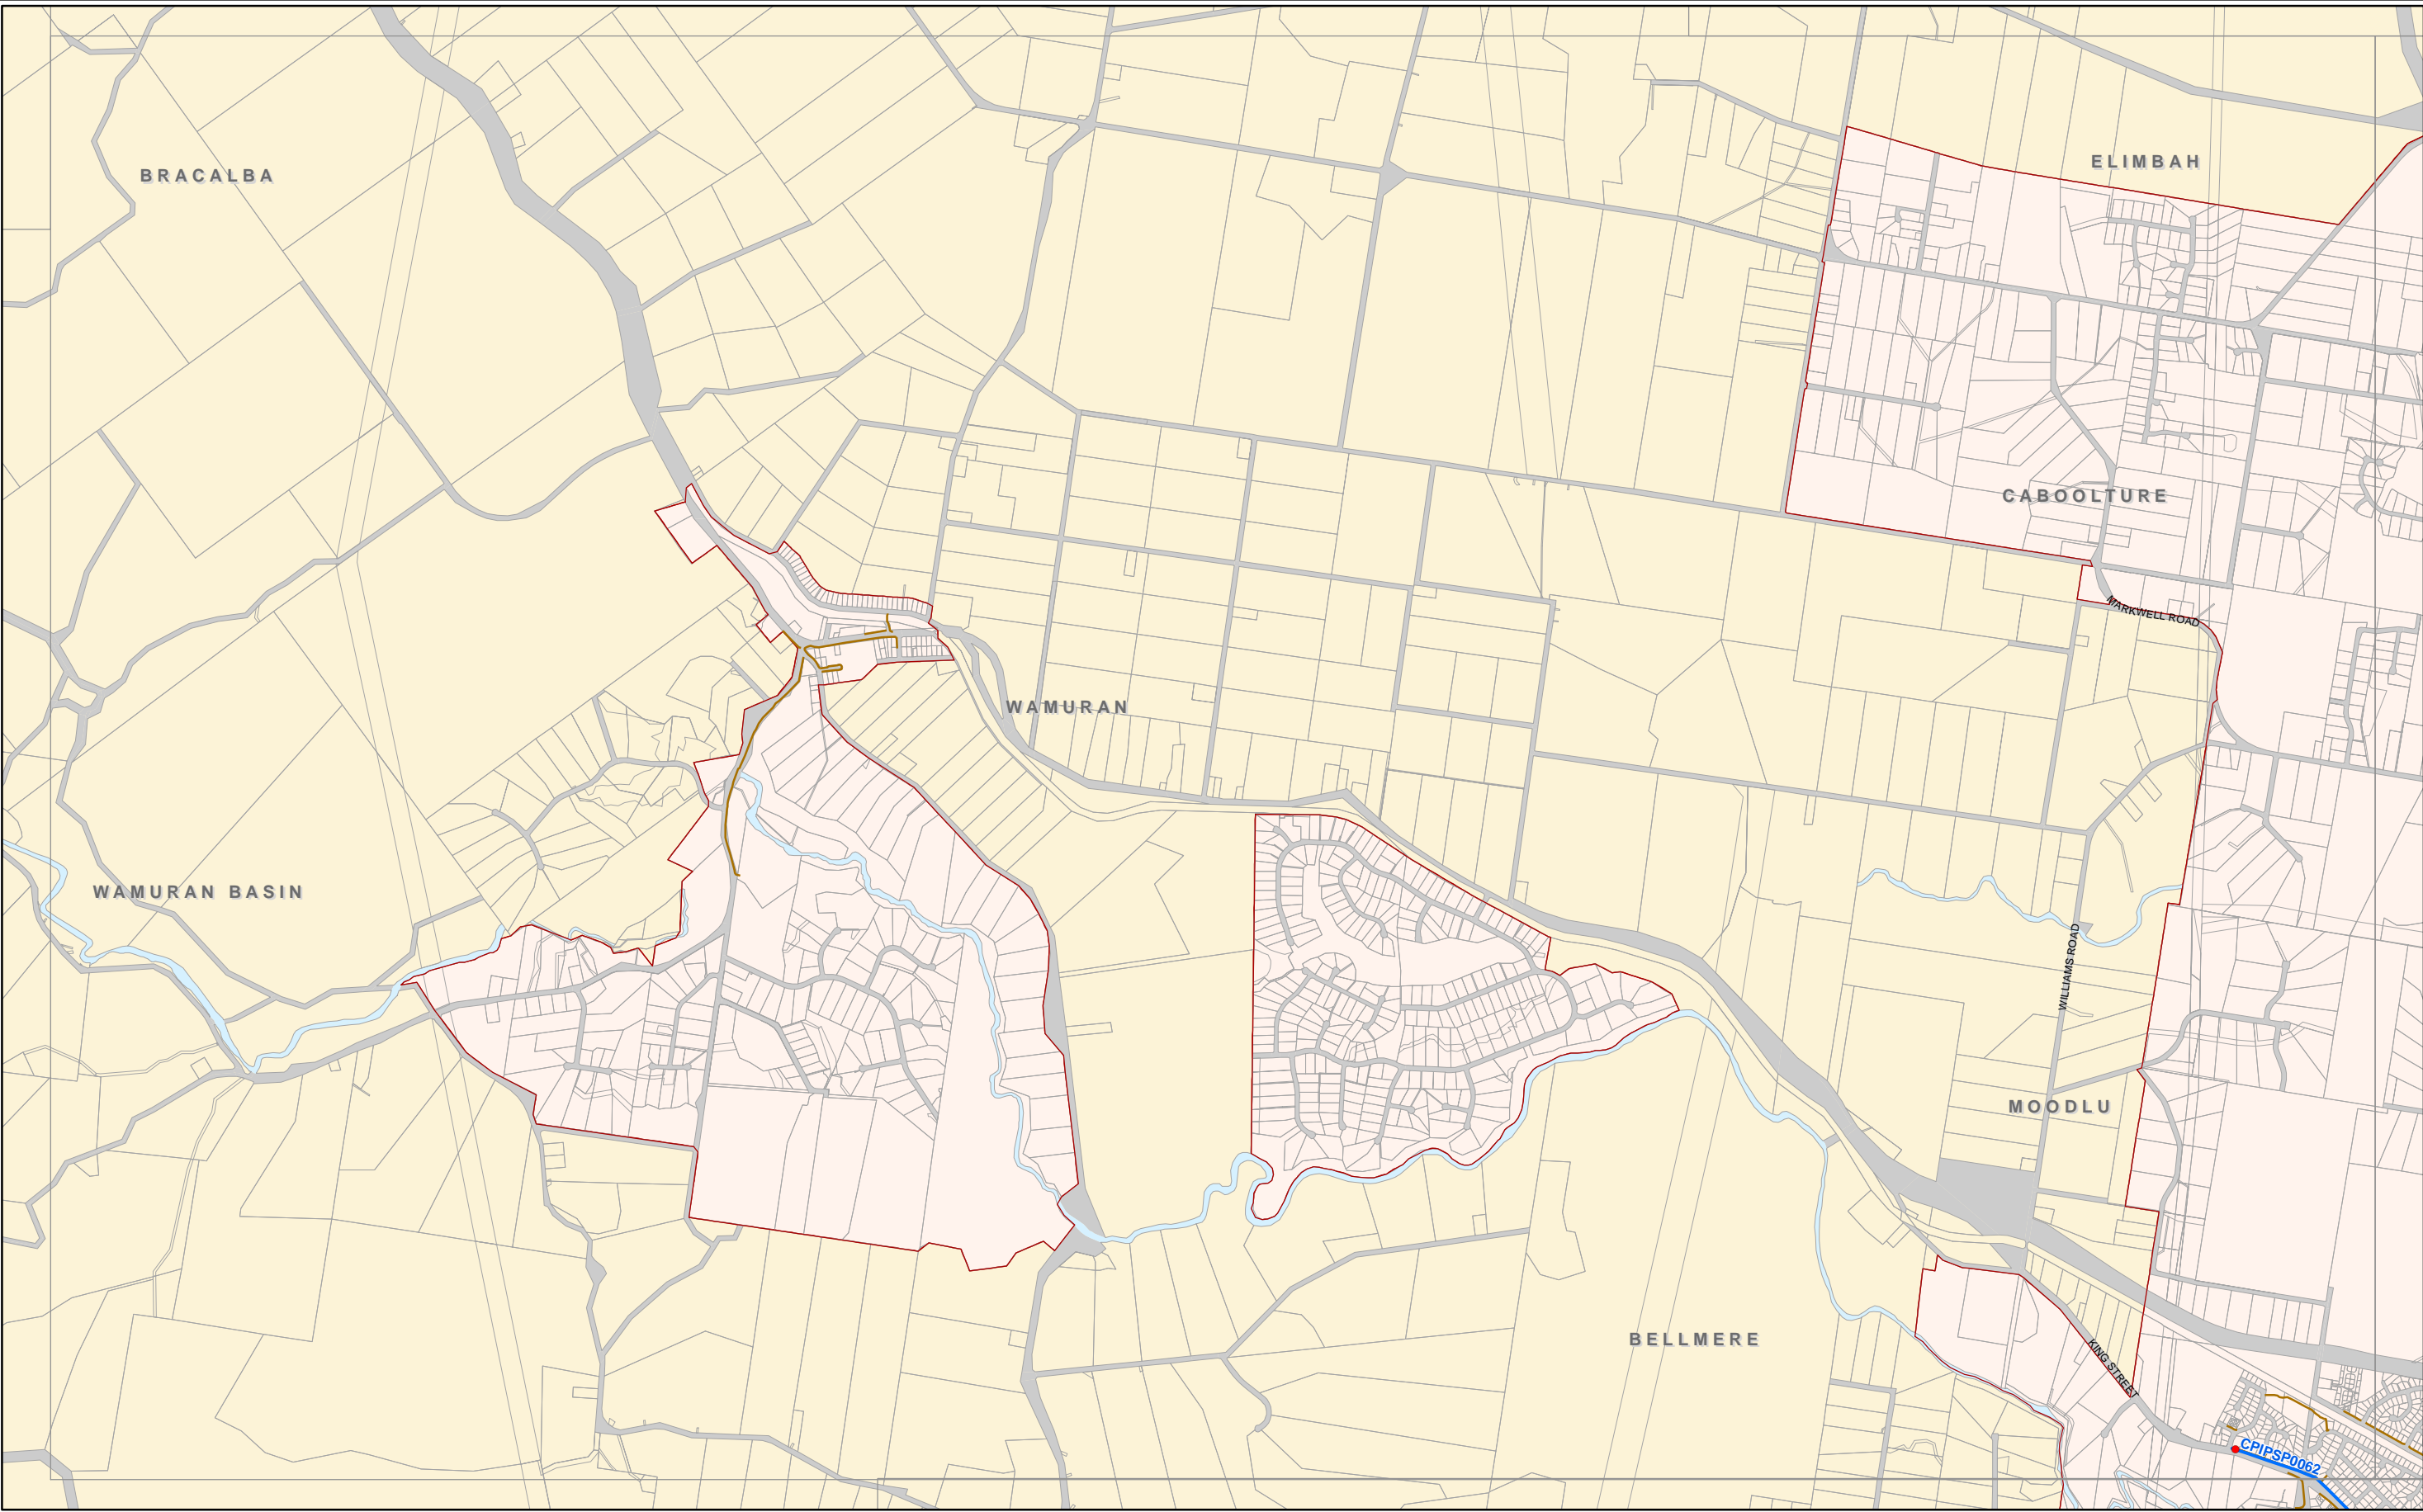 ELIMBAH
BRACALBA
CABOOLTURE
MARKWELL ROAD
WAMURAN
WAMURAN BASIN
WILLIAMS ROAD
MOODLU
BELLMERE
KING STREET
CPIPSP0062